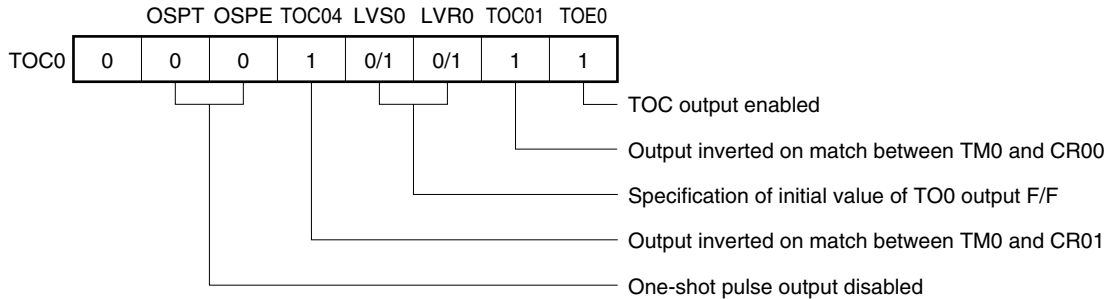 OSPT OSPE TOC04 LVS0 LVR0 TOC01 TOE0
TOC0 0 0 0 1 0/1 0/1 1 1
TOC output enabled
Output inverted on match between TM0 and CR00
Specification of initial value of TO0 output F/F
Output inverted on match between TM0 and CR01
One-shot pulse output disabled